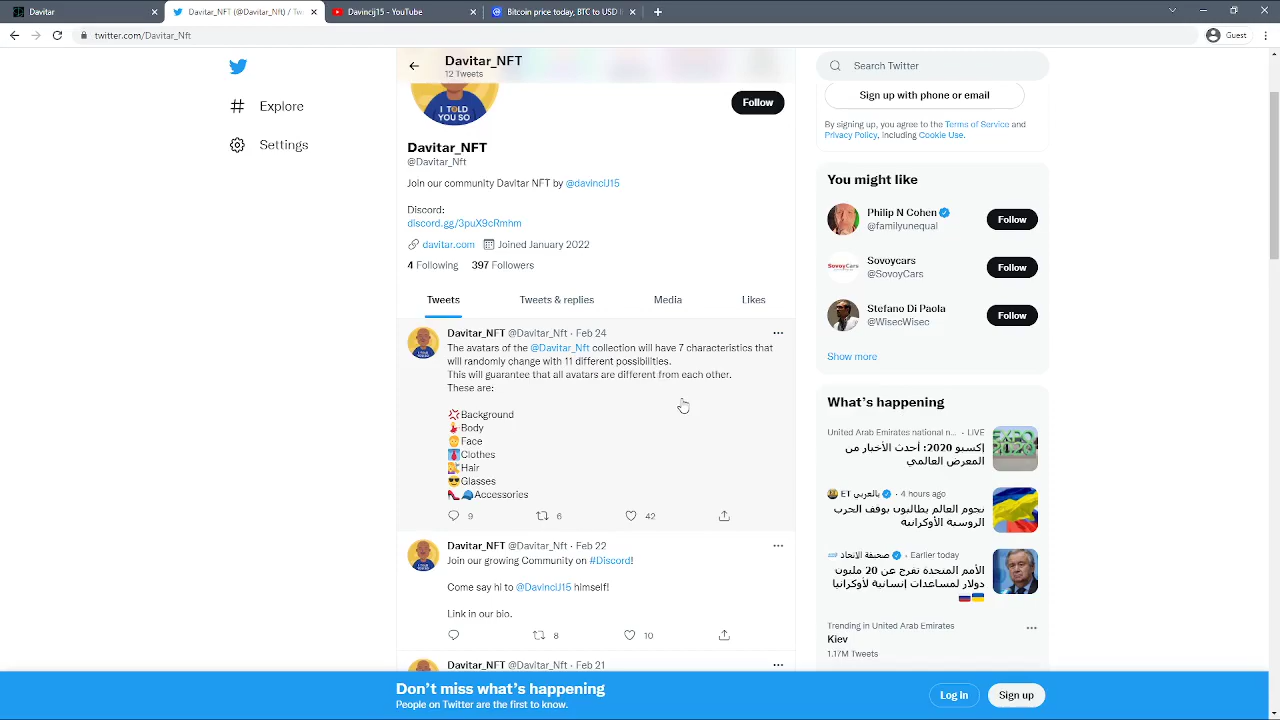 Davitar
Davitar_NFT (@Davitar_Nft) / Tw
Davincij15 - YouTube
Bitcoin price today, BTC to USD l
twitter.com/Davitar_Nft
Guest
Explore
Settings
Davitar_NFT
12 Tweets
I TOLD
YOU SO
Follow
Davitar_NFT
@Davitar_Nft
Join our community Davitar NFT by @davinciJ15
Discord:
discord.gg/3puX9cRmhm
davitar.com Joined January 2022
4 Following 397 Followers
Tweets Tweets & replies Media Likes
Davitar_NFT @Davitar_Nft · Feb 24
The avatars of the @Davitar_Nft collection will have 7 characteristics that
will randomly change with 11 different possibilities.
This will guarantee that all avatars are different from each other.
These are:
Background
Body
Face
Clothes
Hair
Glasses
Accessories
9 6 42
Davitar_NFT @Davitar_Nft · Feb 22
Join our growing Community on #Discord!
Come say hi to @DavinciJ15 himself!
Link in our bio.
8 10
Davitar_NFT @Davitar_Nft · Feb 21
Search Twitter
Sign up with phone or email
By signing up, you agree to the Terms of Service and
Privacy Policy, including Cookie Use.
You might like
Philip N Cohen
@familyunequal
Follow
SovoyCars
Sovoycars
@SovoyCars
Follow
Stefano Di Paola
@WisecWisec
Follow
Show more
What's happening
United Arab Emirates national n... · LIVE
إكسبو 2020: أحدث الأخبار من
المعرض العالمي
ET بالعربي · 4 hours ago
نجوم العالم يطالبون بوقف الحرب
الروسية الأوكرانية
صحيفة الاتحاد · Earlier today
الأمم المتحدة تفرج عن 20 مليون
دولار لمساعدات إنسانية لأوكرانيا
Trending in United Arab Emirates
Kiev
1.17M Tweets
Don't miss what's happening
People on Twitter are the first to know.
Log in
Sign up